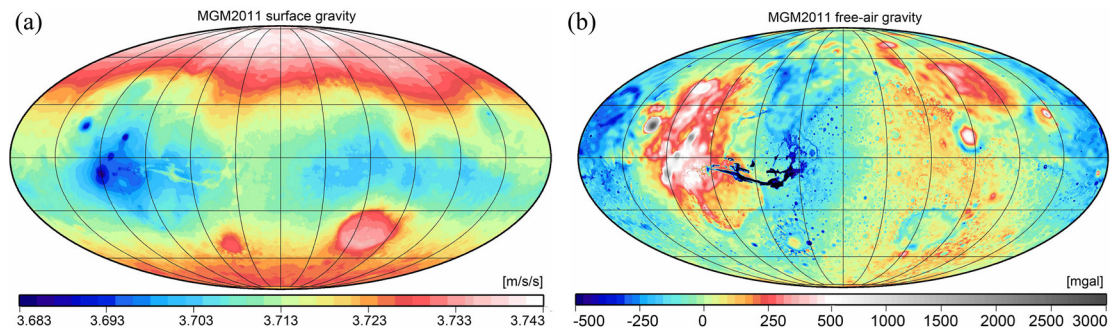 (a)
MGM2011 surface gravity
[m/s/s]
3.683 3.693 3.703 3.713 3.723 3.733 3.743
(b)
MGM2011 free-air gravity
[mgal]
-500 -250 0 250 500 1000 1500 2000 2500 3000